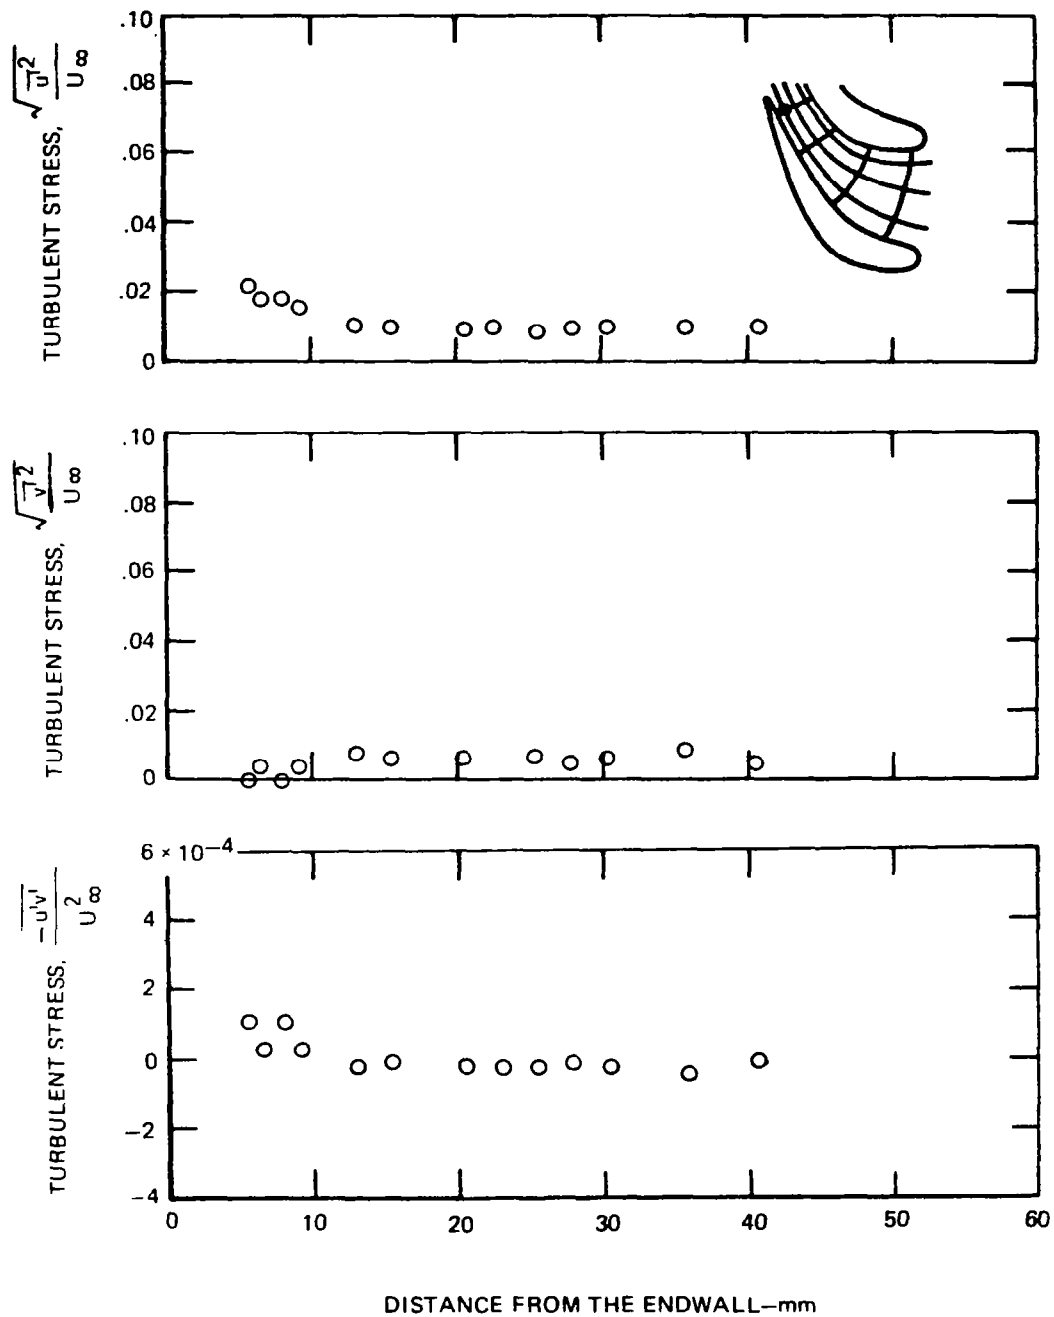 TURBULENT STRESS, √u'² / U∞
.10
.08
.06
.04
.02
0
TURBULENT STRESS, √v'² / U∞
.10
.08
.06
.04
.02
0
TURBULENT STRESS, −u'v' / U²∞
6 × 10−4
4
2
0
−2
−4
0 10 20 30 40 50 60
DISTANCE FROM THE ENDWALL—mm